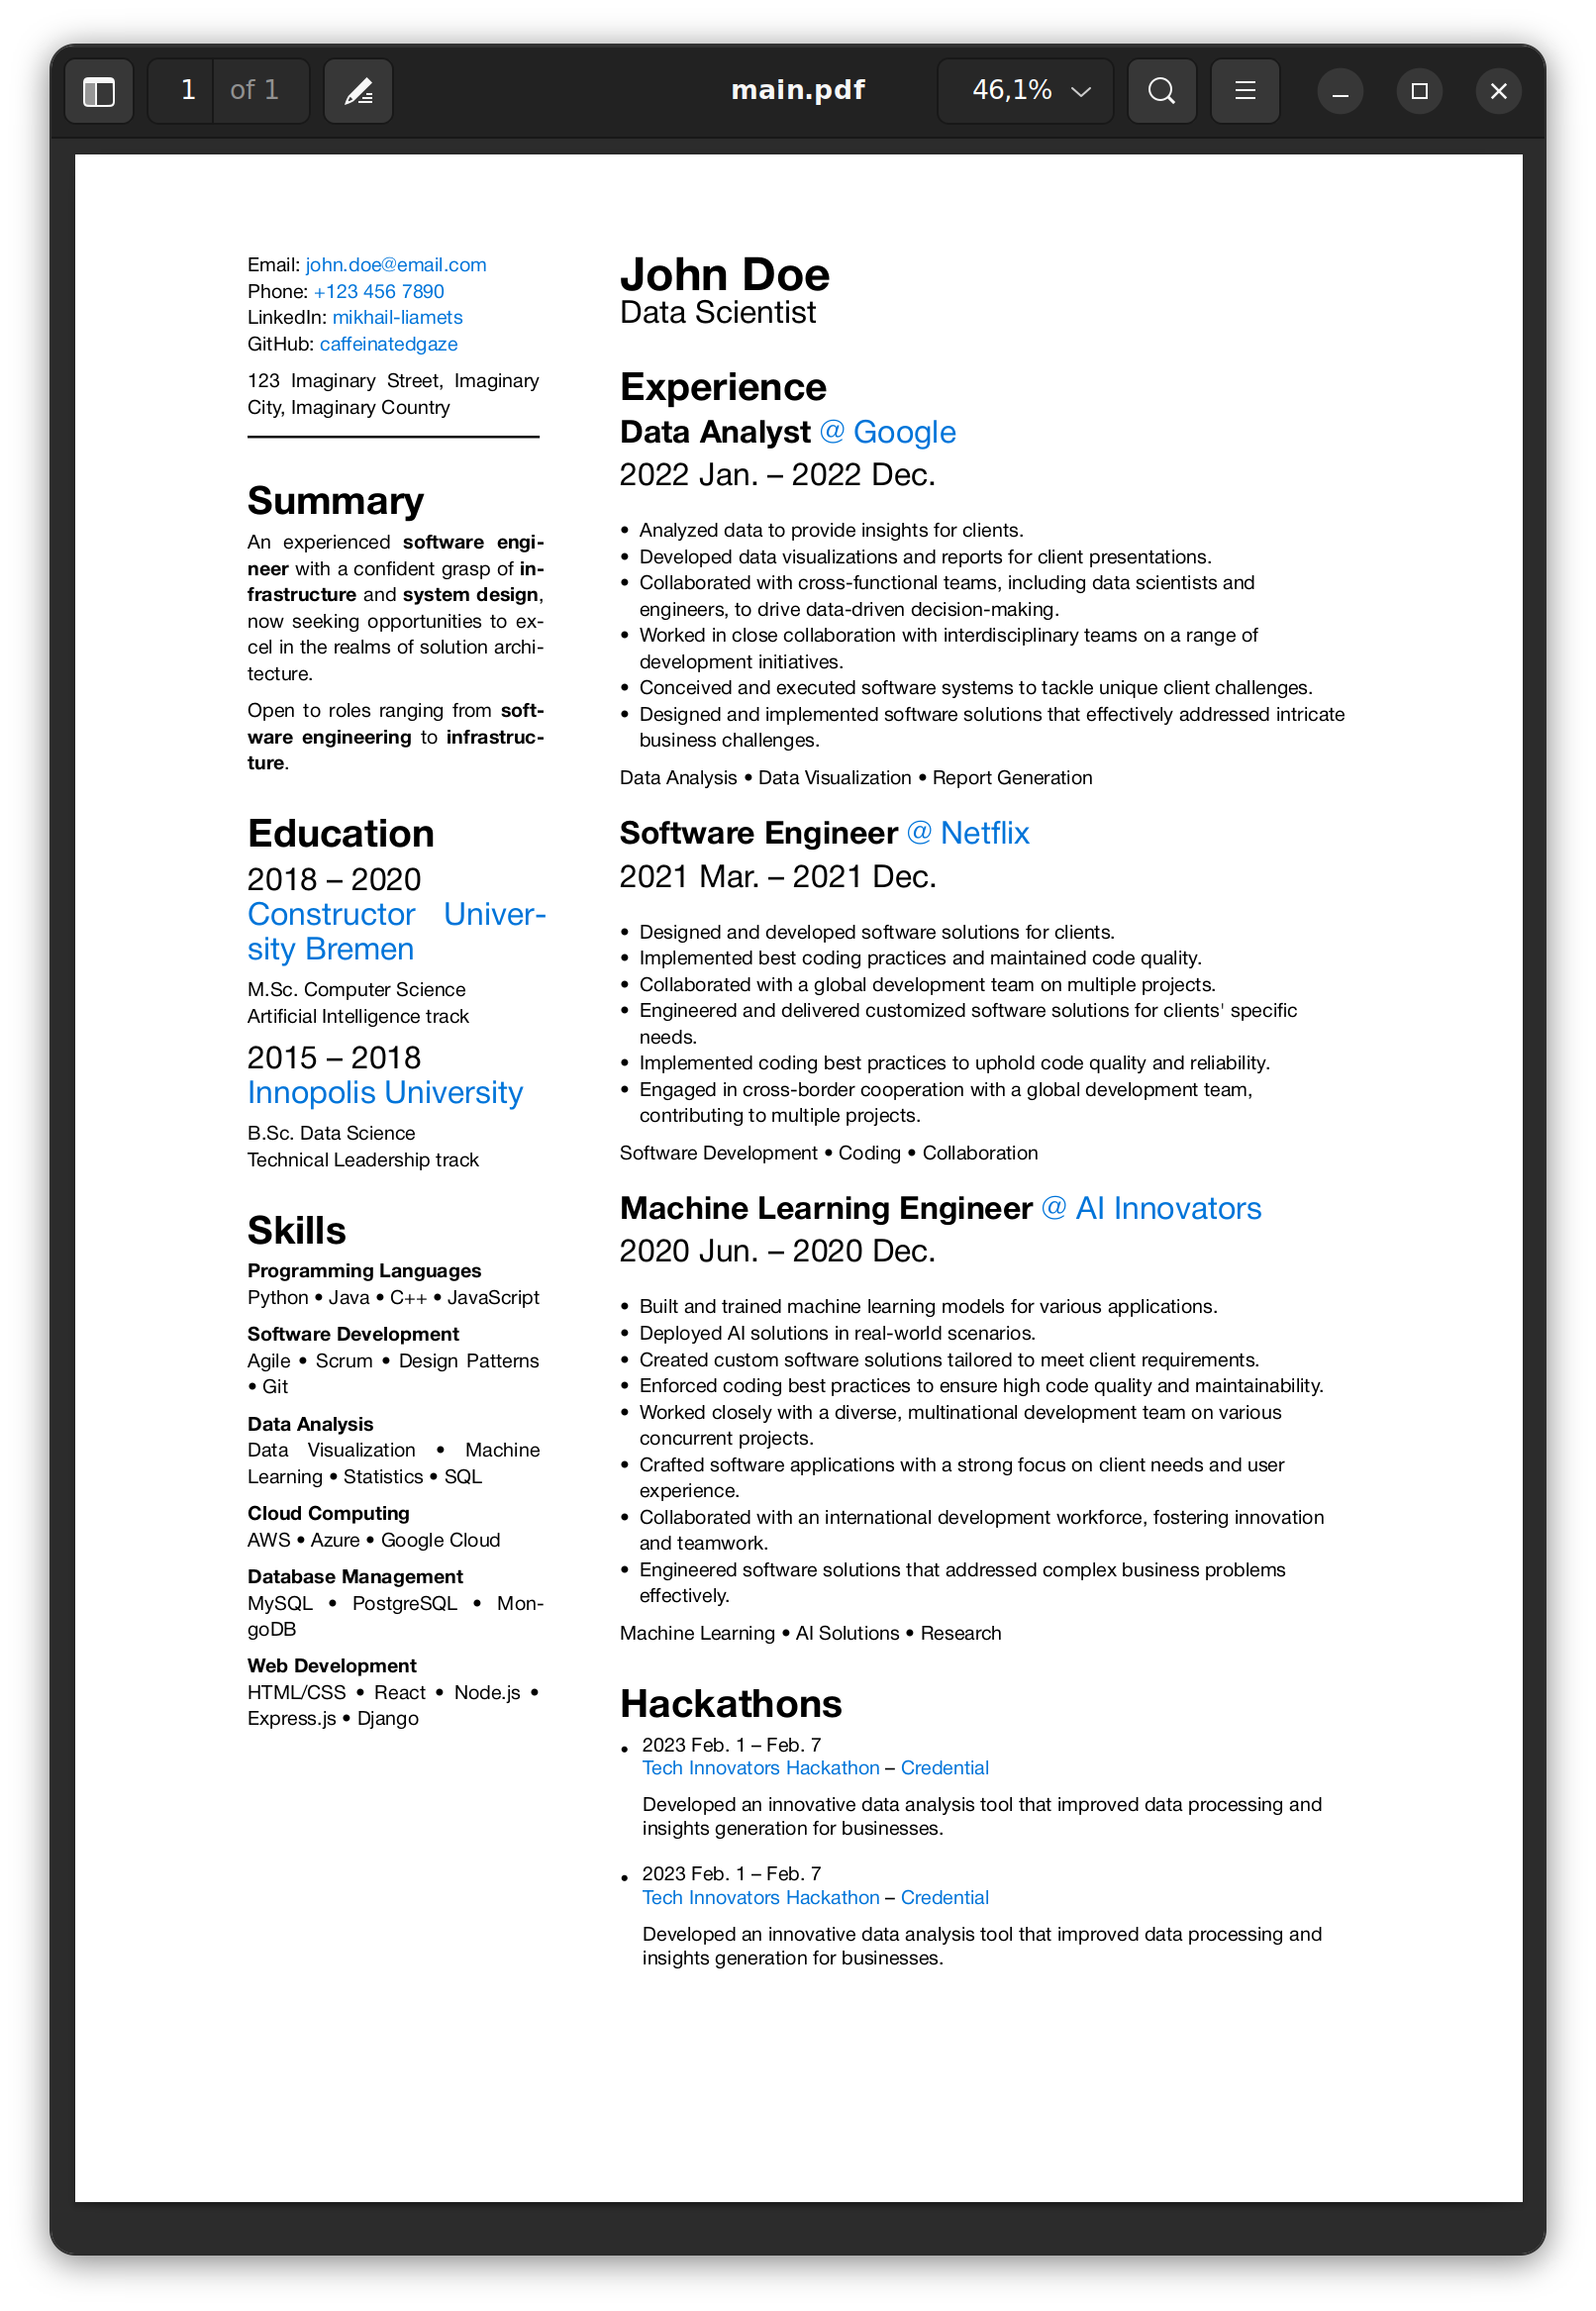 1 of 1 main.pdf 46,1%
Email: john.doe@email.com
Phone: +123 456 7890
LinkedIn: mikhail-liamets
GitHub: caffeinatedgaze
123 Imaginary Street, Imaginary
City, Imaginary Country
Summary
An experienced software engi-
neer with a confident grasp of in-
frastructure and system design,
now seeking opportunities to ex-
cel in the realms of solution archi-
tecture.
Open to roles ranging from soft-
ware engineering to infrastruc-
ture.
Education
2018 – 2020
Constructor Univer-
sity Bremen
M.Sc. Computer Science
Artificial Intelligence track
2015 – 2018
Innopolis University
B.Sc. Data Science
Technical Leadership track
Skills
Programming Languages
Python • Java • C++ • JavaScript
Software Development
Agile • Scrum • Design Patterns
• Git
Data Analysis
Data Visualization • Machine
Learning • Statistics • SQL
Cloud Computing
AWS • Azure • Google Cloud
Database Management
MySQL • PostgreSQL • Mon-
goDB
Web Development
HTML/CSS • React • Node.js •
Express.js • Django
John Doe
Data Scientist
Experience
Data Analyst @ Google
2022 Jan. – 2022 Dec.
• Analyzed data to provide insights for clients.
• Developed data visualizations and reports for client presentations.
• Collaborated with cross-functional teams, including data scientists and
engineers, to drive data-driven decision-making.
• Worked in close collaboration with interdisciplinary teams on a range of
development initiatives.
• Conceived and executed software systems to tackle unique client challenges.
• Designed and implemented software solutions that effectively addressed intricate
business challenges.
Data Analysis • Data Visualization • Report Generation
Software Engineer @ Netflix
2021 Mar. – 2021 Dec.
• Designed and developed software solutions for clients.
• Implemented best coding practices and maintained code quality.
• Collaborated with a global development team on multiple projects.
• Engineered and delivered customized software solutions for clients' specific
needs.
• Implemented coding best practices to uphold code quality and reliability.
• Engaged in cross-border cooperation with a global development team,
contributing to multiple projects.
Software Development • Coding • Collaboration
Machine Learning Engineer @ AI Innovators
2020 Jun. – 2020 Dec.
• Built and trained machine learning models for various applications.
• Deployed AI solutions in real-world scenarios.
• Created custom software solutions tailored to meet client requirements.
• Enforced coding best practices to ensure high code quality and maintainability.
• Worked closely with a diverse, multinational development team on various
concurrent projects.
• Crafted software applications with a strong focus on client needs and user
experience.
• Collaborated with an international development workforce, fostering innovation
and teamwork.
• Engineered software solutions that addressed complex business problems
effectively.
Machine Learning • AI Solutions • Research
Hackathons
• 2023 Feb. 1 – Feb. 7
Tech Innovators Hackathon – Credential
Developed an innovative data analysis tool that improved data processing and
insights generation for businesses.
• 2023 Feb. 1 – Feb. 7
Tech Innovators Hackathon – Credential
Developed an innovative data analysis tool that improved data processing and
insights generation for businesses.